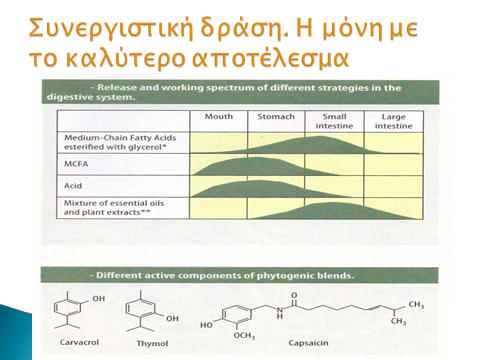 Συνεργιστική δράση. Η μόνη με
το καλύτερο αποτέλεσμα
- Release and working spectrum of different strategies in the
digestive system.
Mouth Stomach Small Large
intestine intestine
Medium-Chain Fatty Acids
esterified with glycerol*
MCFA
Acid
Mixture of essential oils
and plant extracts**
- Different active components of phytogenic blends.
OH
Carvacrol
OH
Thymol
HO
OCH3
N
H
O
CH3
CH3
Capsaicin